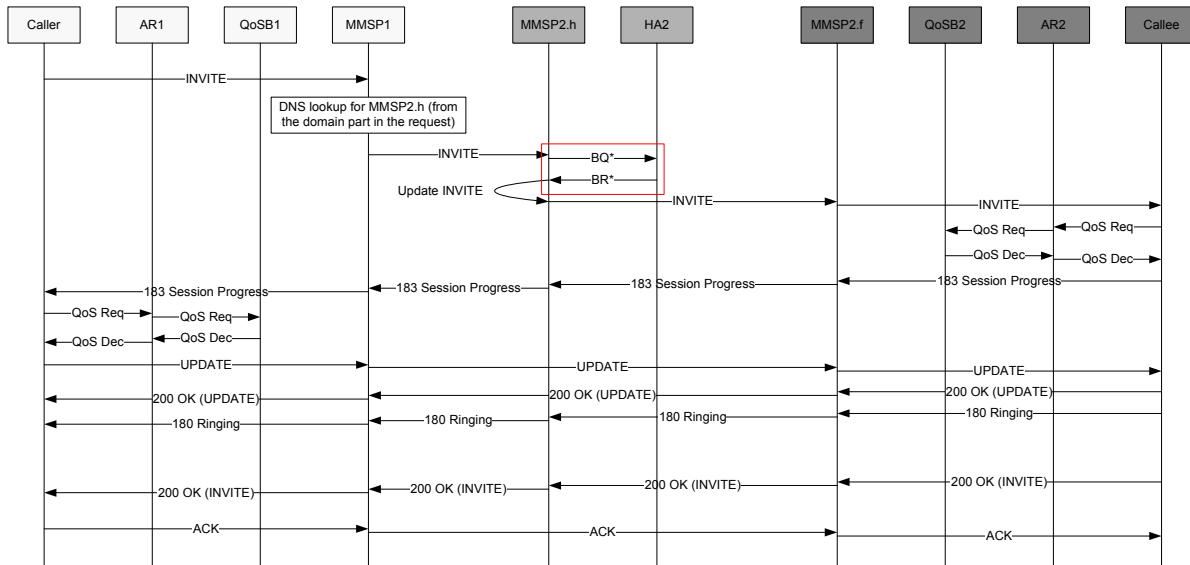 Caller AR1 QoSB1 MMSP1 MMSP2.h HA2 MMSP2.f QoSB2 AR2 Callee
INVITE
DNS lookup for MMSP2.h (from
the domain part in the request)
INVITE
BQ*
BR*
Update INVITE
INVITE
INVITE
QoS Req
QoS Req
QoS Dec
QoS Dec
183 Session Progress
183 Session Progress
183 Session Progress
183 Session Progress
QoS Req
QoS Req
QoS Dec
QoS Dec
UPDATE
UPDATE
UPDATE
200 OK (UPDATE)
200 OK (UPDATE)
200 OK (UPDATE)
180 Ringing
180 Ringing
180 Ringing
180 Ringing
200 OK (INVITE)
200 OK (INVITE)
200 OK (INVITE)
200 OK (INVITE)
ACK
ACK
ACK